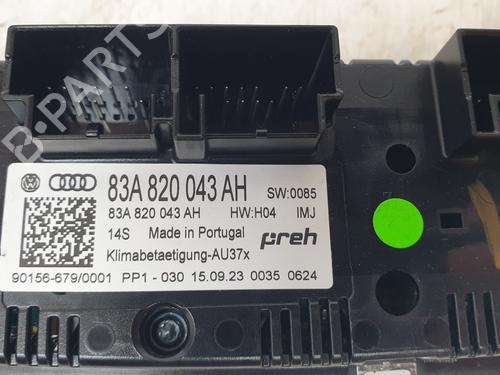 B-PARTS
83A 820 043 AH SW:0085
83A 820 043 AH HW:H04 IMJ
14S Made in Portugal preh
Klimabetaetigung-AU37x
90156-679/0001 PP1-030 15.09.23 0035 0624